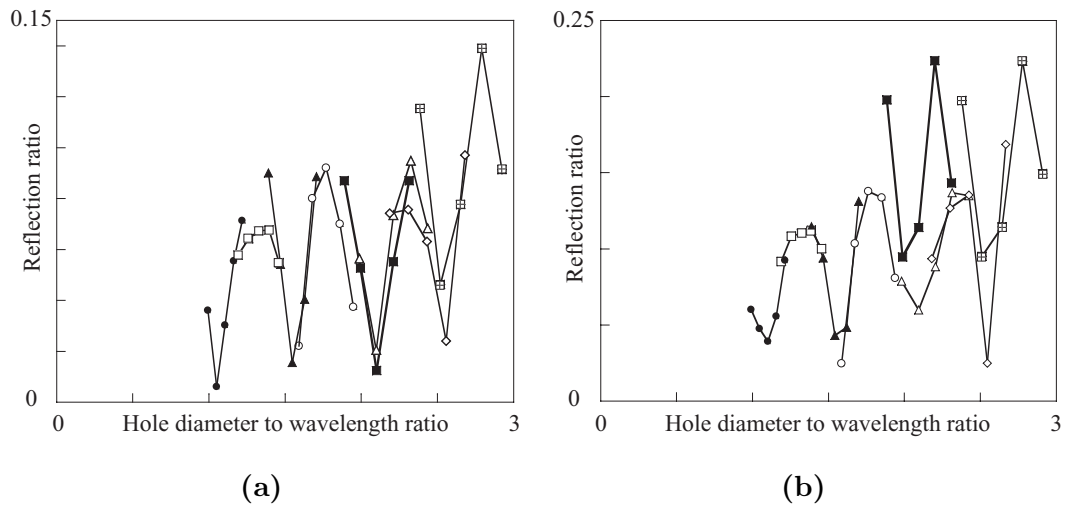 0.15
Reflection ratio
0
0
Hole diameter to wavelength ratio
3
(a)
0.25
Reflection ratio
0
0
Hole diameter to wavelength ratio
3
(b)